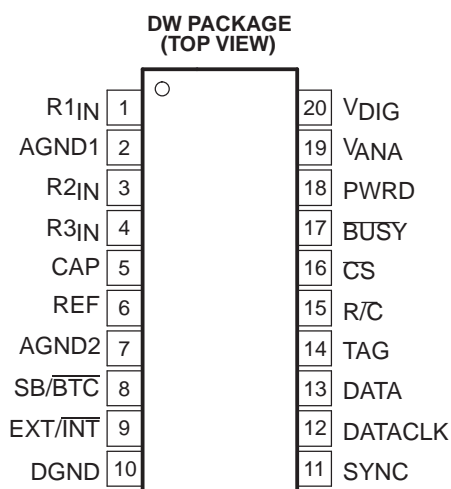 DW PACKAGE
(TOP VIEW)
R1IN 1 20 VDIG
AGND1 2 19 VANA
R2IN 3 18 PWRD
R3IN 4 17 BUSY
CAP 5 16 CS
REF 6 15 R/C
AGND2 7 14 TAG
SB/BTC 8 13 DATA
EXT/INT 9 12 DATACLK
DGND 10 11 SYNC